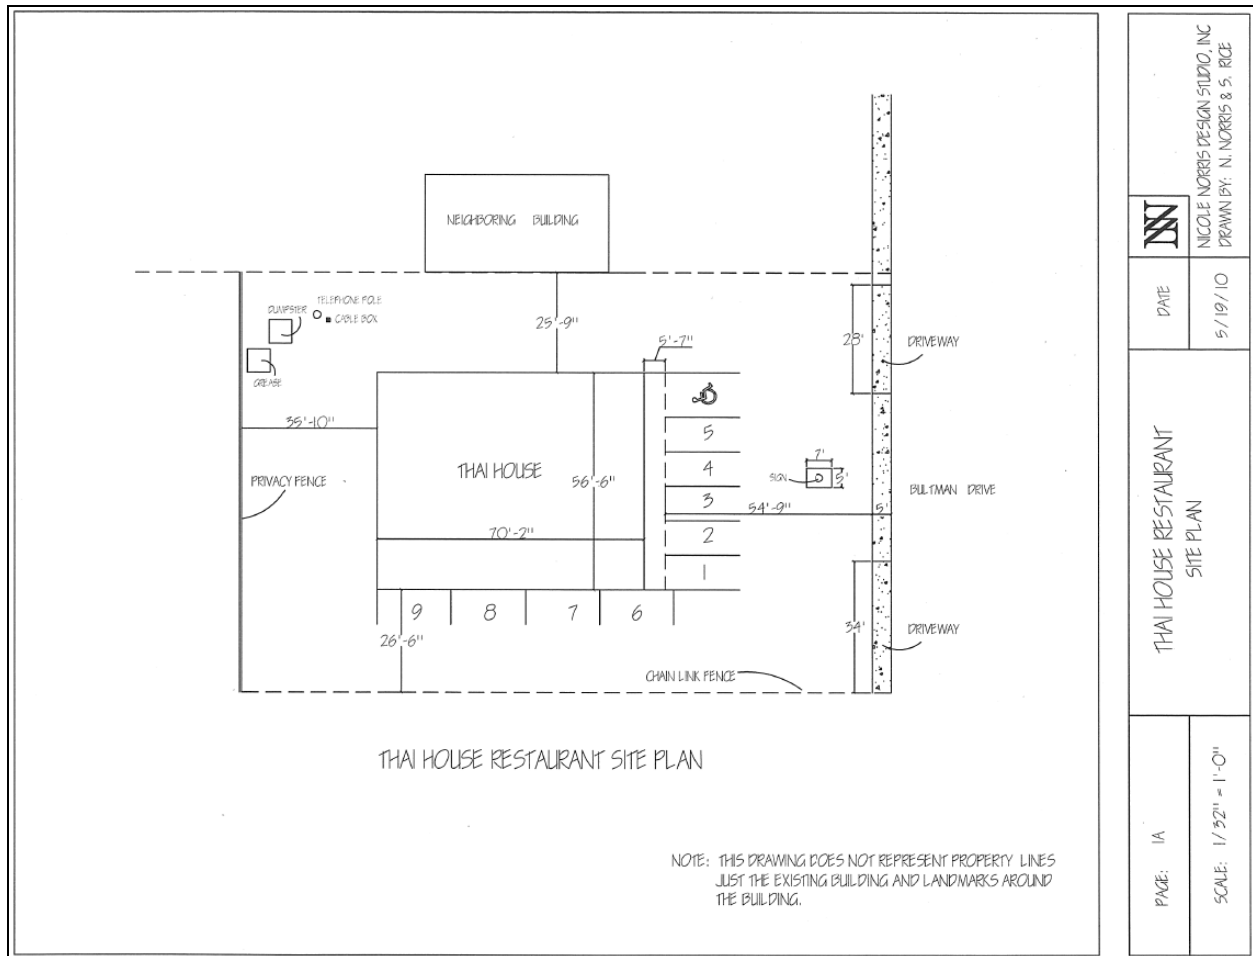 NEIGHBORING BUILDING
DUMPSTER
TELEPHONE POLE
CABLE BOX
GREASE
25'-9"
5'-7"
28'
DRIVEWAY
35'-10"
PRIVACY FENCE
THAI HOUSE
56'-6"
70'-2"
5
4
3
2
1
SIGN
7'
5'
54'-9"
5'
BULTMAN DRIVE
9
8
7
6
26'-6"
34'
DRIVEWAY
CHAIN LINK FENCE
THAI HOUSE RESTAURANT SITE PLAN
NOTE: THIS DRAWING DOES NOT REPRESENT PROPERTY LINES
JUST THE EXISTING BUILDING AND LANDMARKS AROUND
THE BUILDING.
NICOLE NORRIS DESIGN STUDIO, INC
DRAWN BY: N. NORRIS & S. RICE
DATE
5/19/10
THAI HOUSE RESTAURANT
SITE PLAN
PAGE: 1A
SCALE: 1/32" = 1'-0"